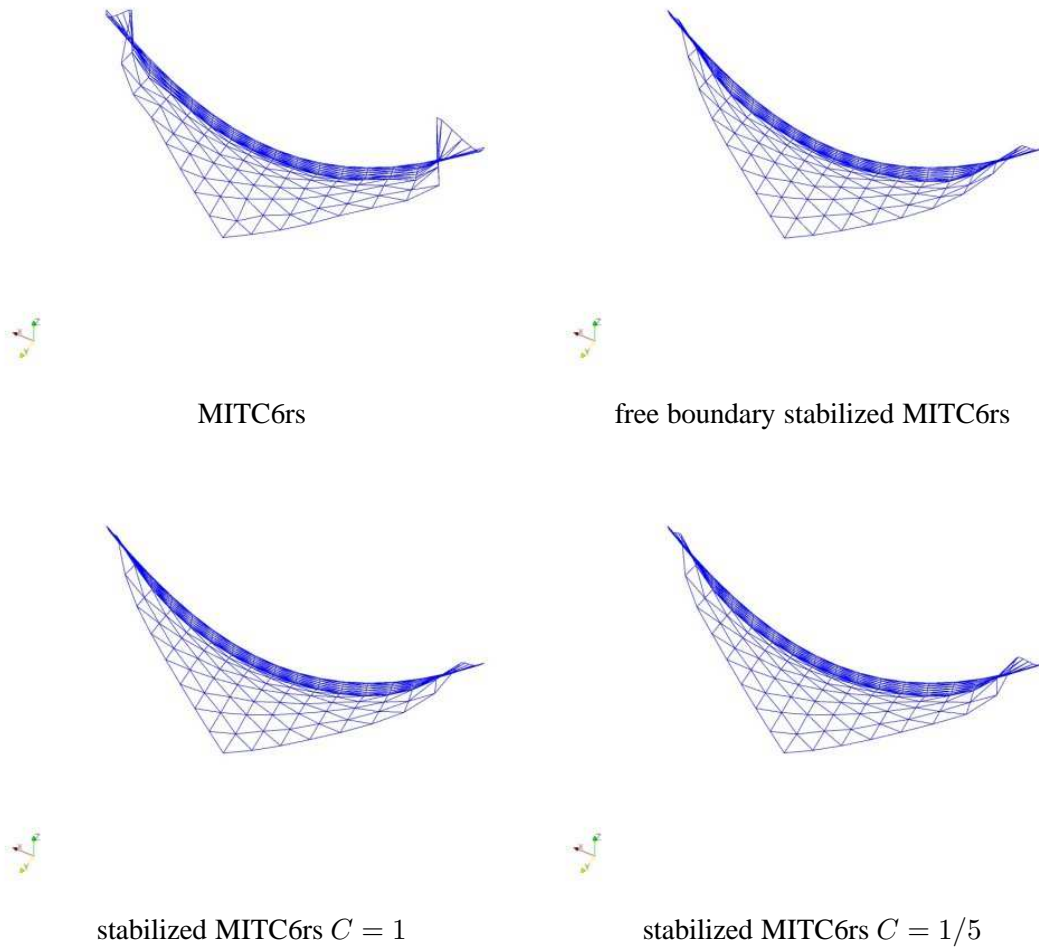 MITC6rs
free boundary stabilized MITC6rs
stabilized MITC6rs C = 1
stabilized MITC6rs C = 1/5